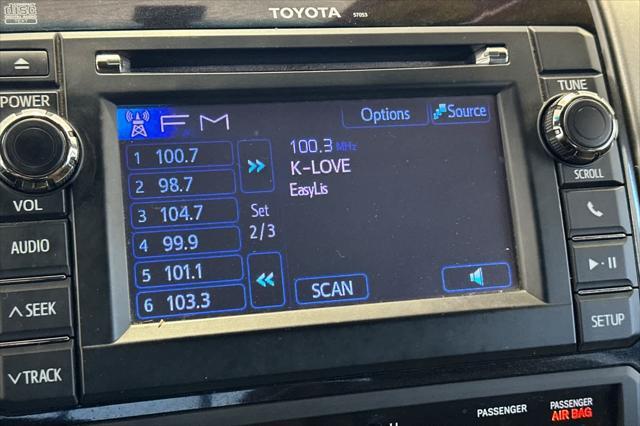 disc
TOYOTA 57053
POWER
VOL
AUDIO
SEEK
TRACK
FM
Options
Source
1 100.7
2 98.7
3 104.7
4 99.9
5 101.1
6 103.3
Set
2/3
100.3 MHz
K-LOVE
EasyLis
SCAN
TUNE
SCROLL
SETUP
PASSENGER
PASSENGER
AIR BAG